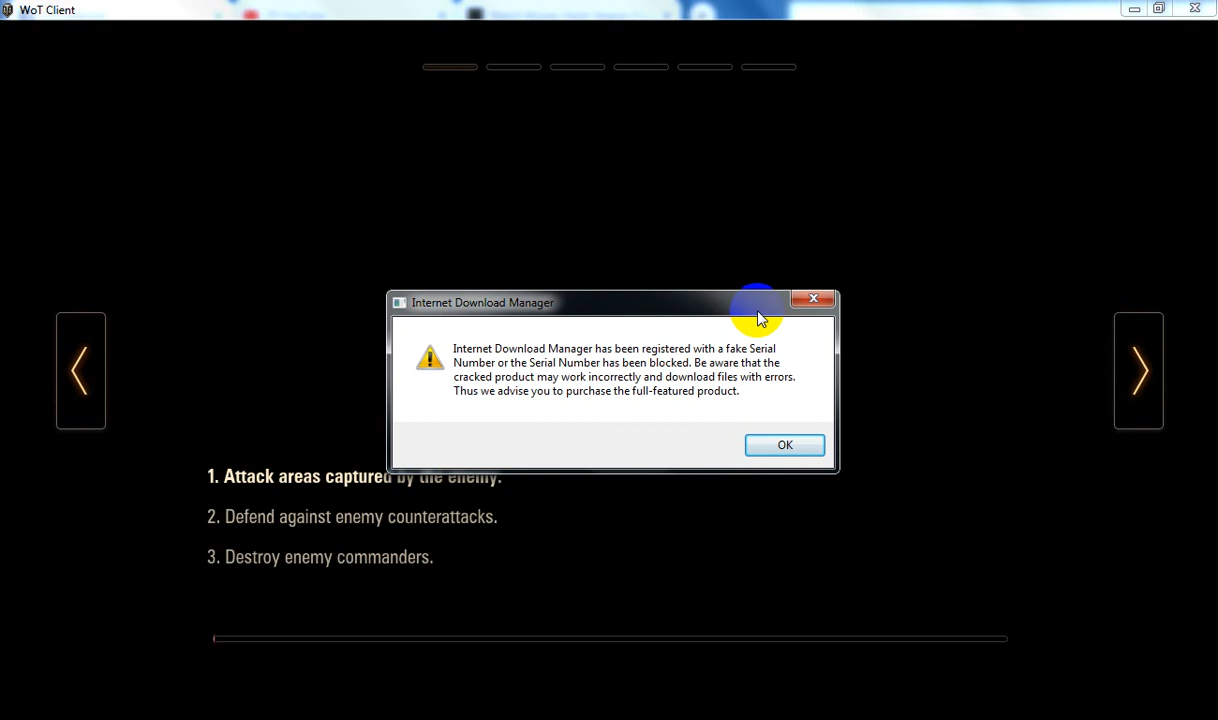 WoT Client
Internet Download Manager
Internet Download Manager has been registered with a fake Serial
Number or the Serial Number has been blocked. Be aware that the
cracked product may work incorrectly and download files with errors.
Thus we advise you to purchase the full-featured product.
OK
1. Attack areas captured by the enemy.
2. Defend against enemy counterattacks.
3. Destroy enemy commanders.